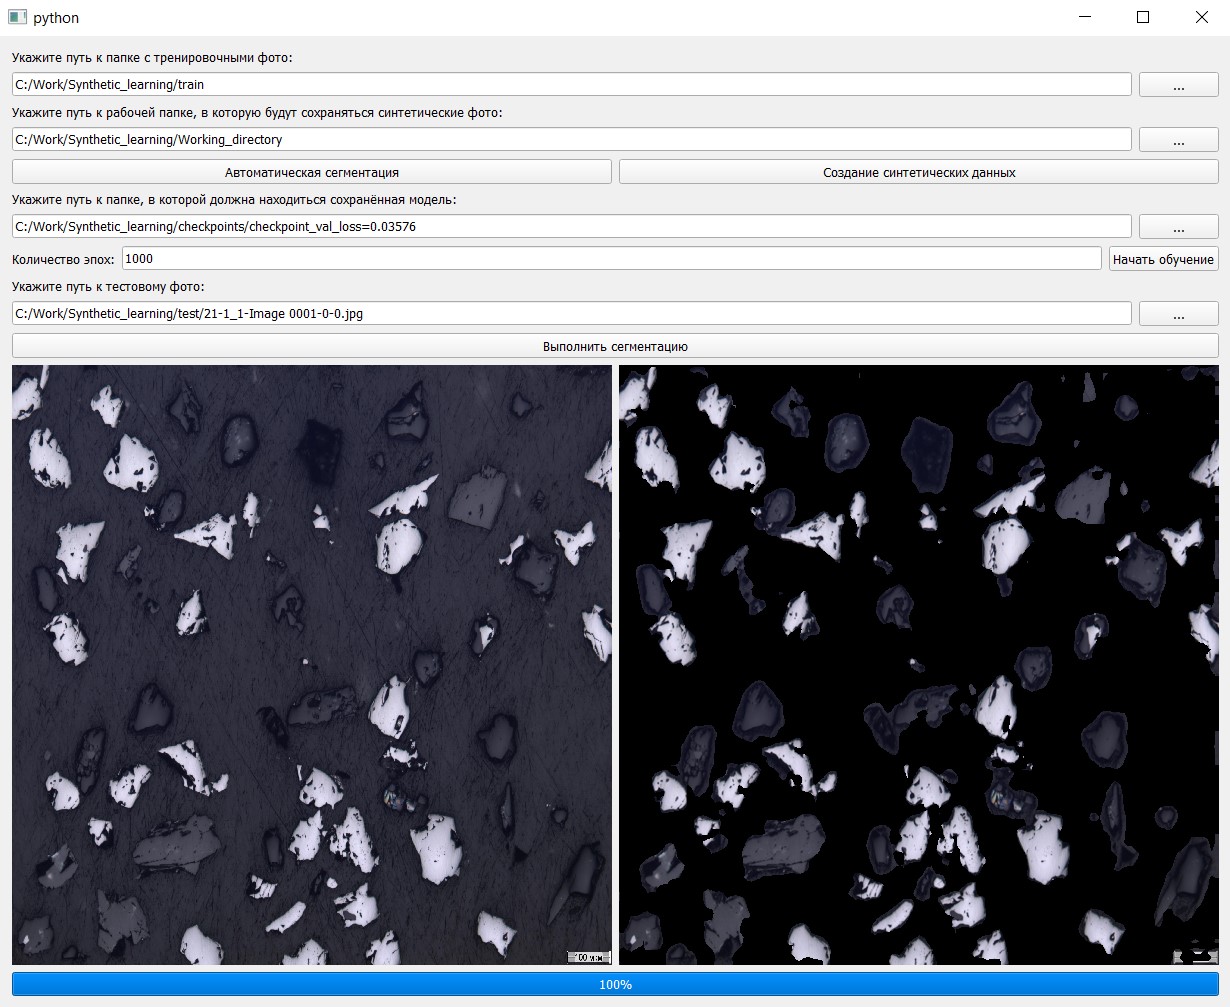 python
Укажите путь к папке с тренировочными фото:
C:/Work/Synthetic_learning/train
...
Укажите путь к рабочей папке, в которую будут сохраняться синтетические фото:
C:/Work/Synthetic_learning/Working_directory
...
Автоматическая сегментация
Создание синтетических данных
Укажите путь к папке, в которой должна находиться сохранённая модель:
C:/Work/Synthetic_learning/checkpoints/checkpoint_val_loss=0.03576
...
Количество эпох: 1000
Начать обучение
Укажите путь к тестовому фото:
C:/Work/Synthetic_learning/test/21-1_1-Image 0001-0-0.jpg
...
Выполнить сегментацию
100 мкм
100%